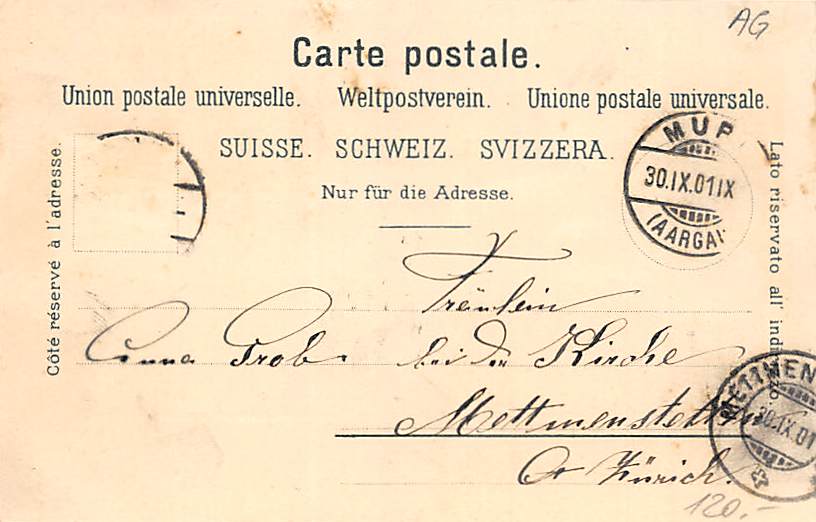 AG
Carte postale.
Union postale universelle. Weltpostverein. Unione postale universale.
SUISSE. SCHWEIZ. SVIZZERA.
Nur für die Adresse.
Côté réservé à l'adresse.
Lato riservato all' indirizzo.
MUR
30.IX.01 IX
(AARGAU
Fräulein
Anna Frob. bei der Kirche
Mettmenstetten
Ct Zürich.
METTMEN
30.IX.01
120.-